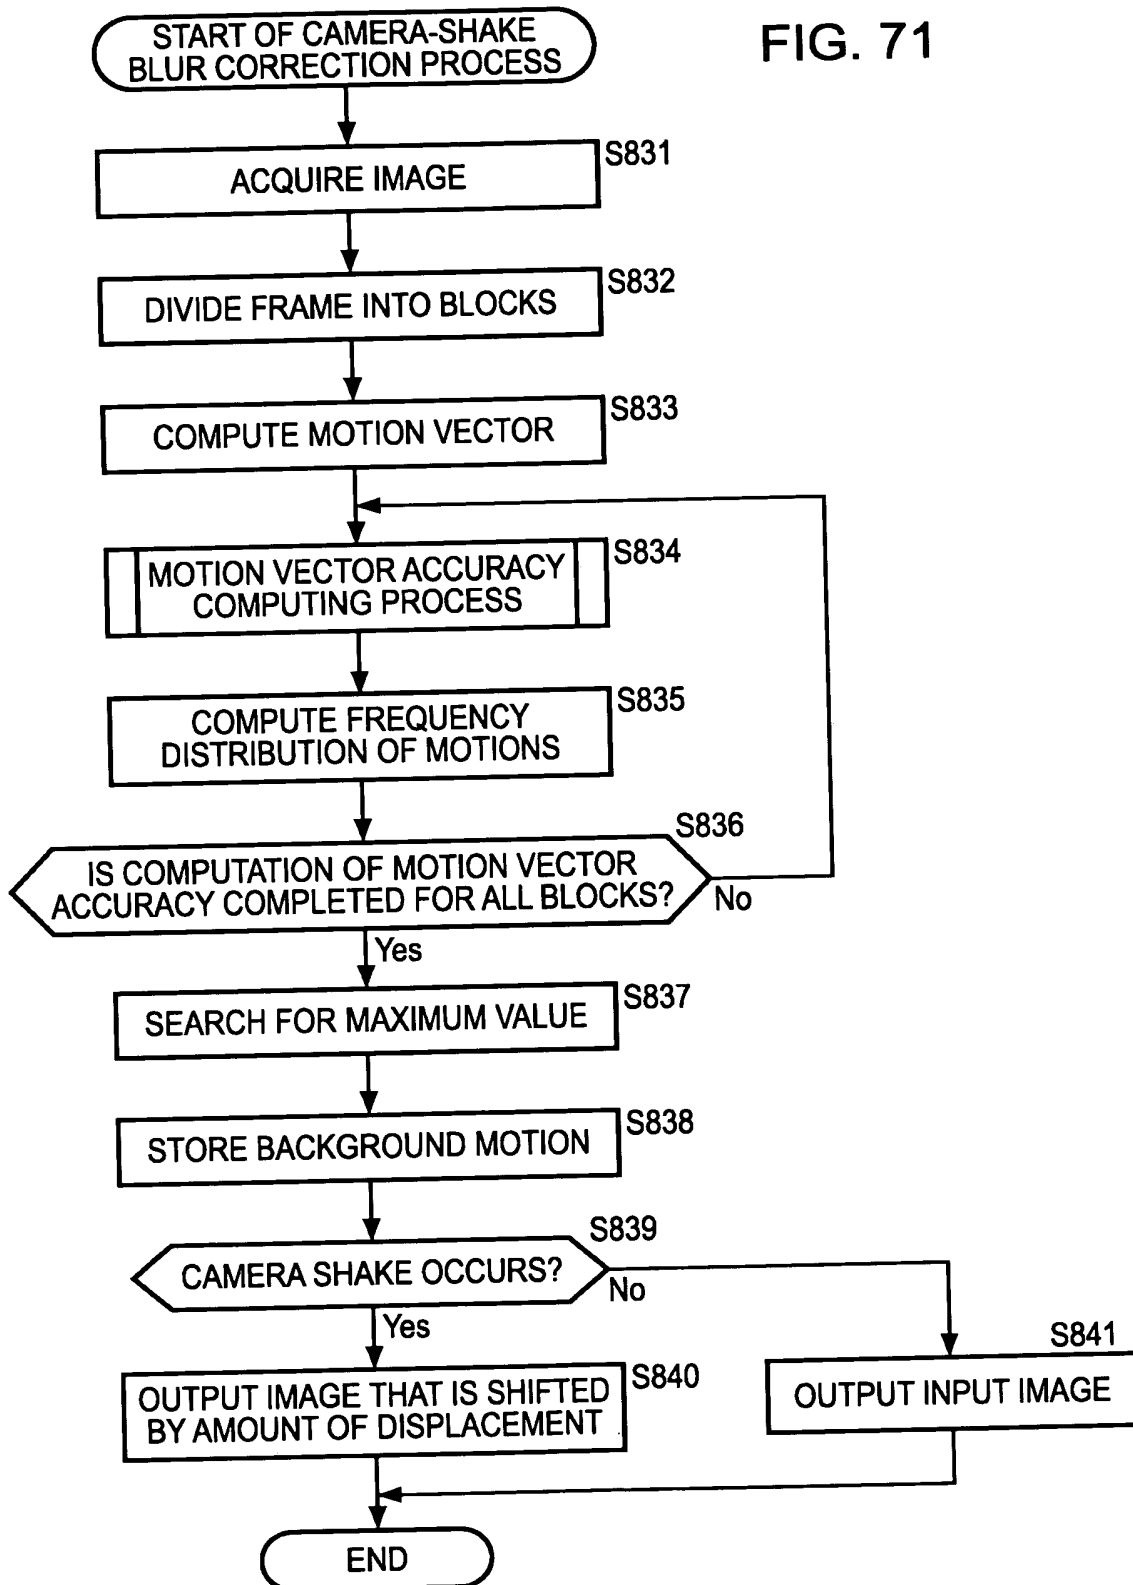 FIG. 71
START OF CAMERA-SHAKE
BLUR CORRECTION PROCESS
S831
ACQUIRE IMAGE
S832
DIVIDE FRAME INTO BLOCKS
S833
COMPUTE MOTION VECTOR
S834
MOTION VECTOR ACCURACY
COMPUTING PROCESS
S835
COMPUTE FREQUENCY
DISTRIBUTION OF MOTIONS
S836
IS COMPUTATION OF MOTION VECTOR
ACCURACY COMPLETED FOR ALL BLOCKS?
No
Yes
S837
SEARCH FOR MAXIMUM VALUE
S838
STORE BACKGROUND MOTION
S839
CAMERA SHAKE OCCURS?
No
Yes
S840
OUTPUT IMAGE THAT IS SHIFTED
BY AMOUNT OF DISPLACEMENT
S841
OUTPUT INPUT IMAGE
END